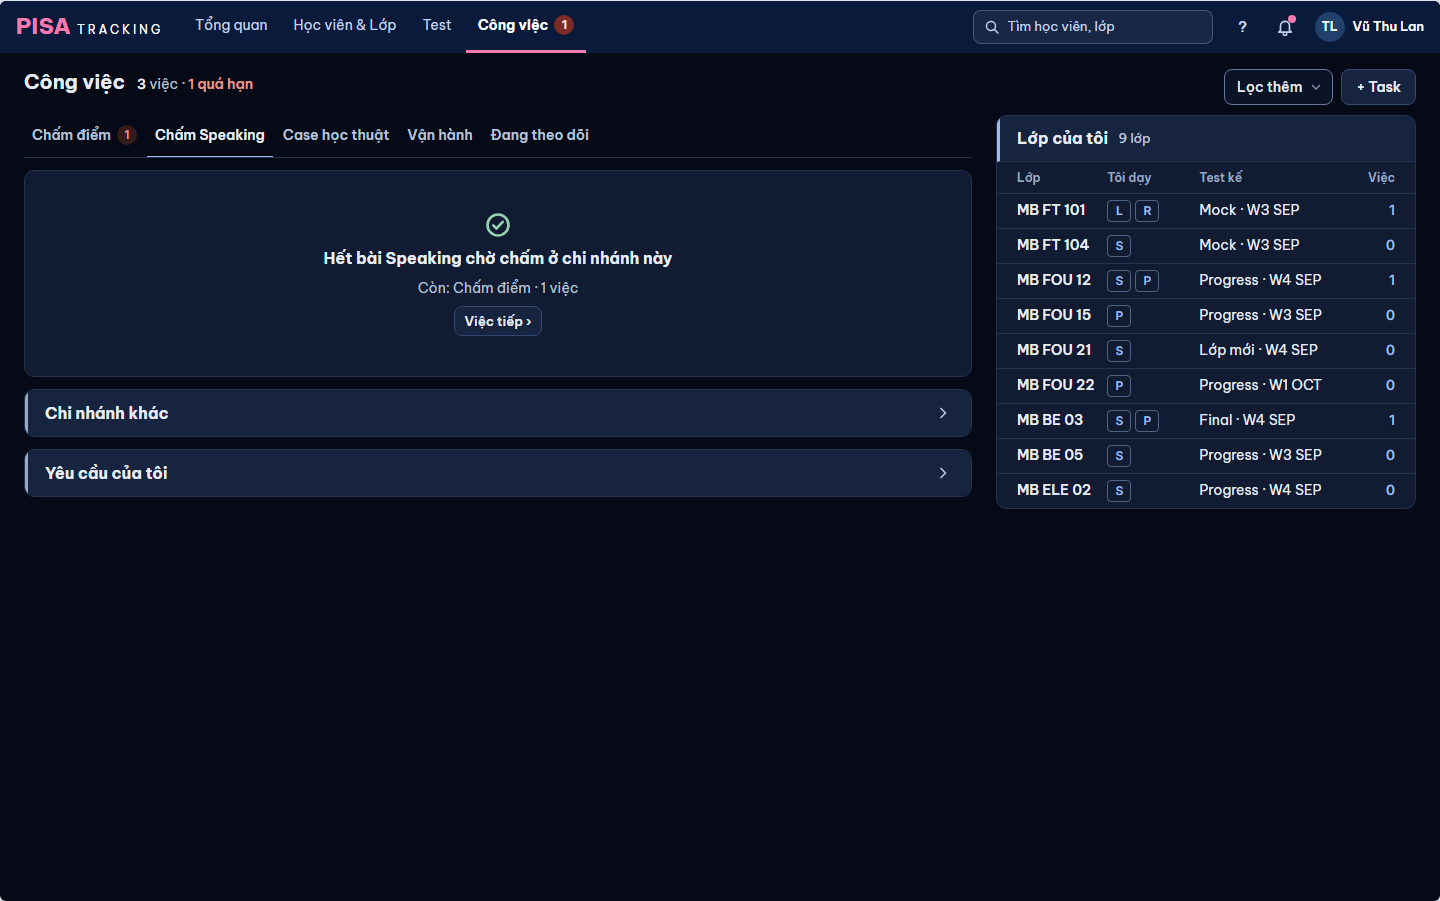 PISA TRACKING Tổng quan Học viên & Lớp Test Công việc 1 Tìm học viên, lớp ? TL Vũ Thu Lan
Công việc 3 việc · 1 quá hạn
Lọc thêm + Task
Chấm điểm 1 Chấm Speaking Case học thuật Vận hành Đang theo dõi
Hết bài Speaking chờ chấm ở chi nhánh này
Còn: Chấm điểm · 1 việc
Việc tiếp ›
Chi nhánh khác
Yêu cầu của tôi
Lớp của tôi 9 lớp
Lớp Tôi dạy Test kế Việc
MB FT 101 L R Mock · W3 SEP 1
MB FT 104 S Mock · W3 SEP 0
MB FOU 12 S P Progress · W4 SEP 1
MB FOU 15 P Progress · W3 SEP 0
MB FOU 21 S Lớp mới · W4 SEP 0
MB FOU 22 P Progress · W1 OCT 0
MB BE 03 S P Final · W4 SEP 1
MB BE 05 S Progress · W3 SEP 0
MB ELE 02 S Progress · W4 SEP 0